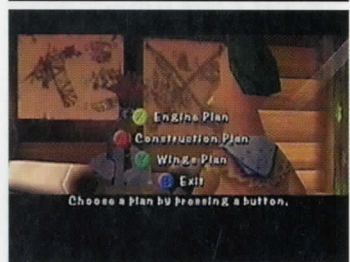 Engine Plan
Construction Plan
Wings Plan
Exit
Choose a plan by pressing a button.